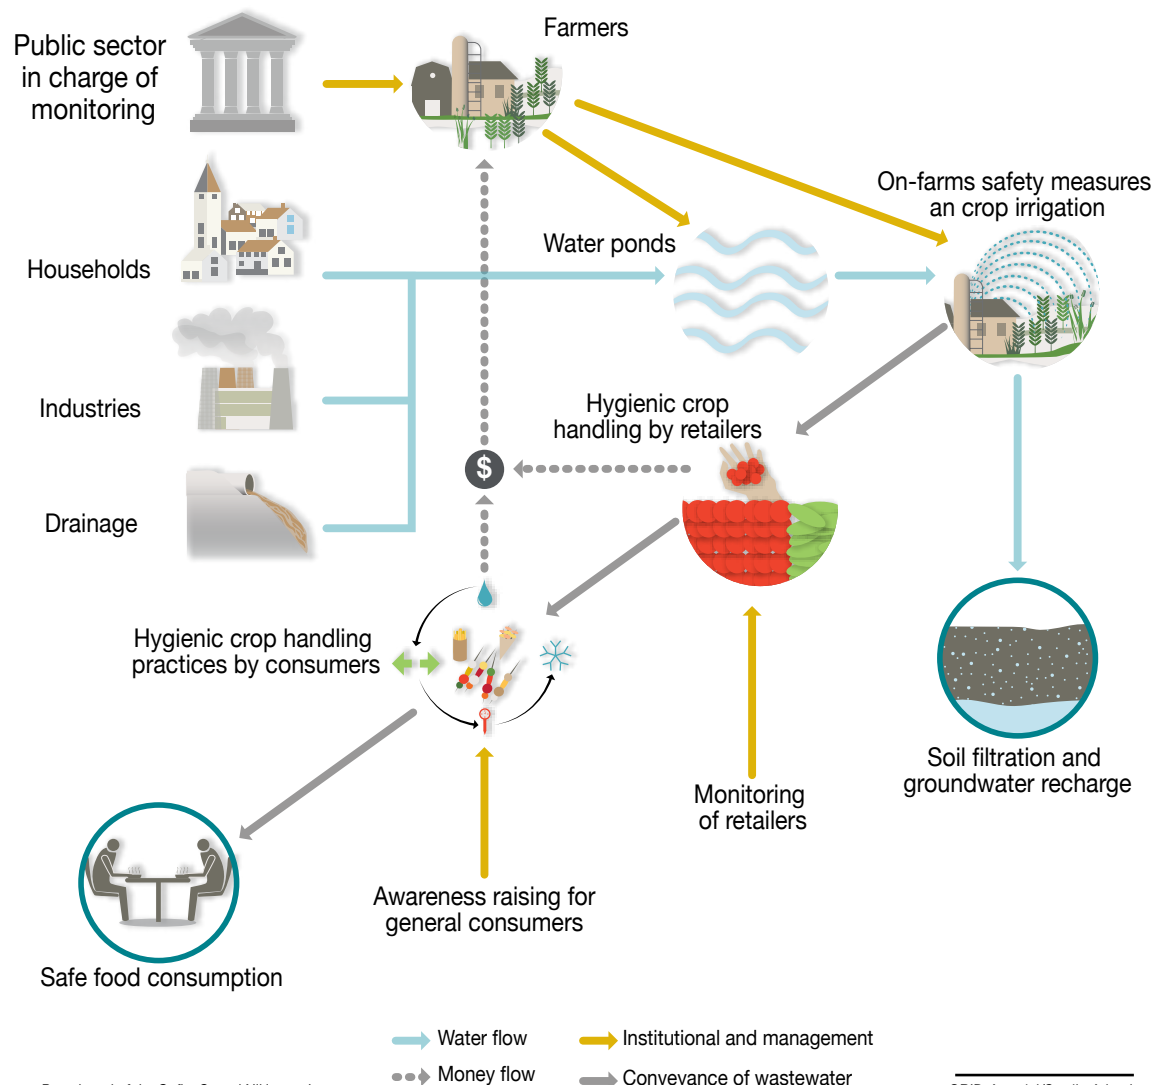 Public sector
in charge of
monitoring
Farmers
On-farms safety measures
an crop irrigation
Households
Water ponds
Industries
Hygienic crop
handling by retailers
$
Drainage
Hygienic crop handling
practices by consumers
Soil filtration and
groundwater recharge
Monitoring
of retailers
Awareness raising for
general consumers
Safe food consumption
Water flow
Institutional and management
Money flow
Conveyance of wastewater